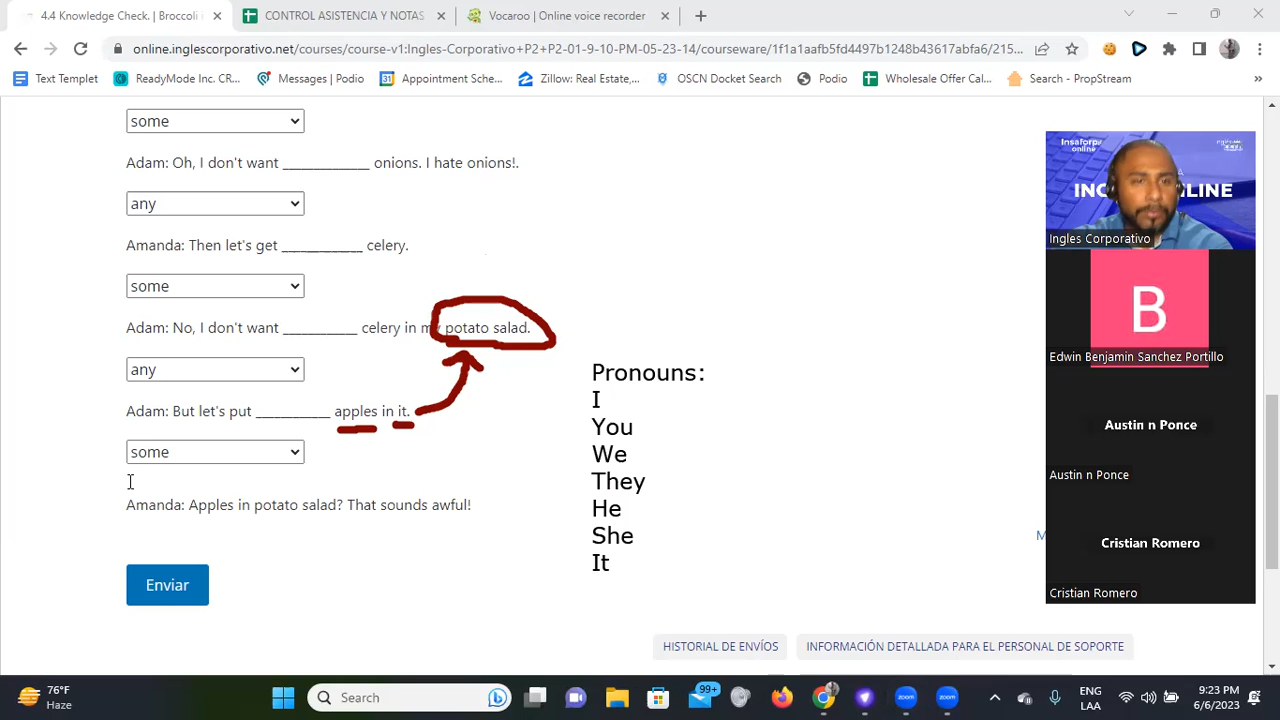 4.4 Knowledge Check. | Broccoli i
CONTROL ASISTENCIA Y NOTAS
Vocaroo | Online voice recorder
online.inglescorporativo.net/courses/course-v1:Ingles-Corporativo+P2+P2-01-9-10-PM-05-23-14/courseware/1f1a1aafb5fd4497b1248b43617abfa6/215...
Text Templet
ReadyMode Inc. CR...
Messages | Podio
Appointment Sche...
Zillow: Real Estate,...
OSCN Docket Search
Podio
Wholesale Offer Cal...
Search - PropStream
some
Adam: Oh, I don't want _____________ onions. I hate onions!.
any
Amanda: Then let's get ____________ celery.
some
Adam: No, I don't want ___________ celery in my potato salad.
any
Adam: But let's put ___________ apples in it.
some
Amanda: Apples in potato salad? That sounds awful!
Enviar
Pronouns:
I
You
We
They
He
She
It
HISTORIAL DE ENVÍOS
INFORMACIÓN DETALLADA PARA EL PERSONAL DE SOPORTE
Ingles Corporativo
B
Edwin Benjamin Sanchez Portillo
Austin n Ponce
Austin n Ponce
Cristian Romero
Cristian Romero
76°F
Haze
Search
99+
ENG
LAA
9:23 PM
6/6/2023